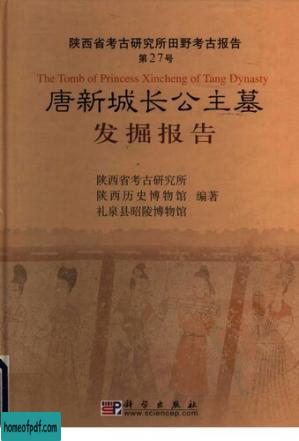 陕西省考古研究所田野考古报告
第27号
The Tomb of Princess Xincheng of Tang Dynasty
唐新城长公主墓
发掘报告
陕西省考古研究所
陕西历史博物馆 编著
礼泉县昭陵博物馆
科学出版社
www.sciencep.com
homeofpdf.com
homeofpdf.com